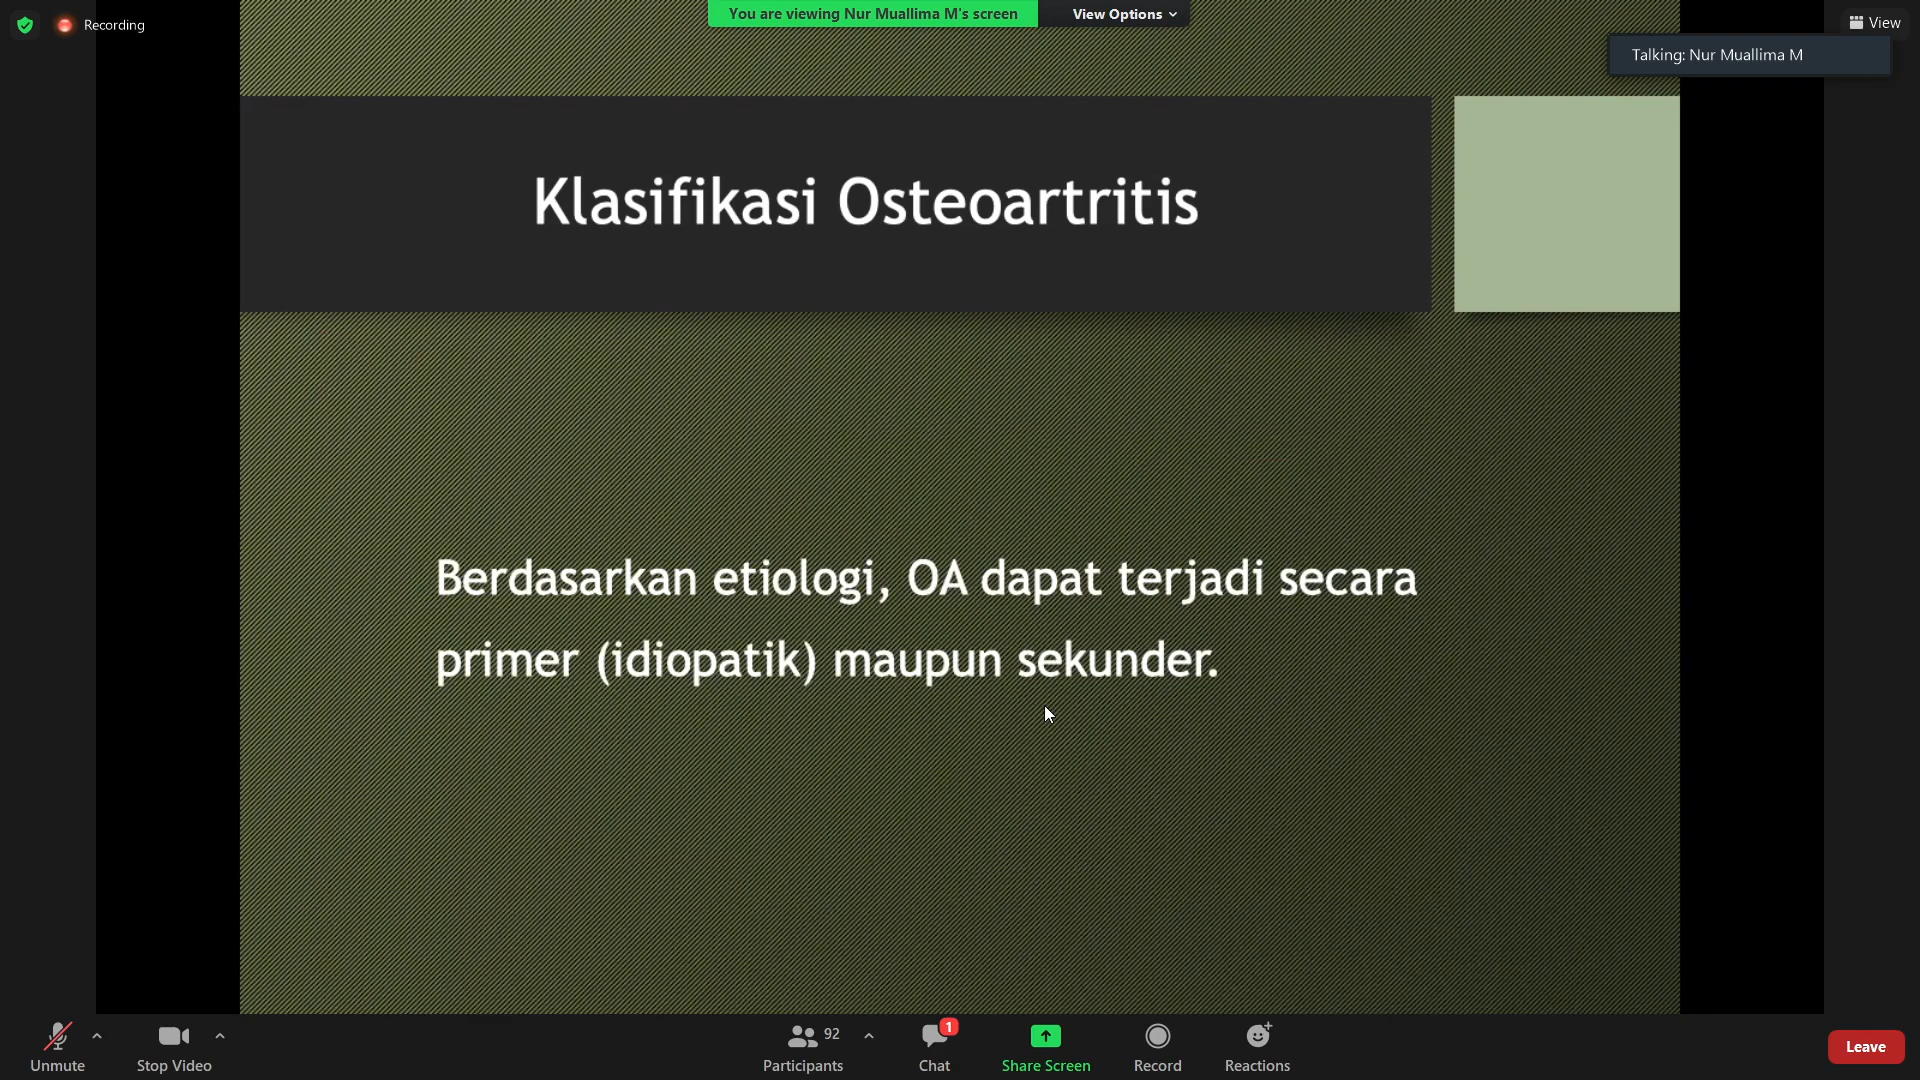 Recording
You are viewing Nur Muallima M's screen
View Options
View
Talking: Nur Muallima M
Klasifikasi Osteoartritis
Berdasarkan etiologi, OA dapat terjadi secara
primer (idiopatik) maupun sekunder.
Unmute
Stop Video
92
Participants
1
Chat
Share Screen
Record
Reactions
Leave